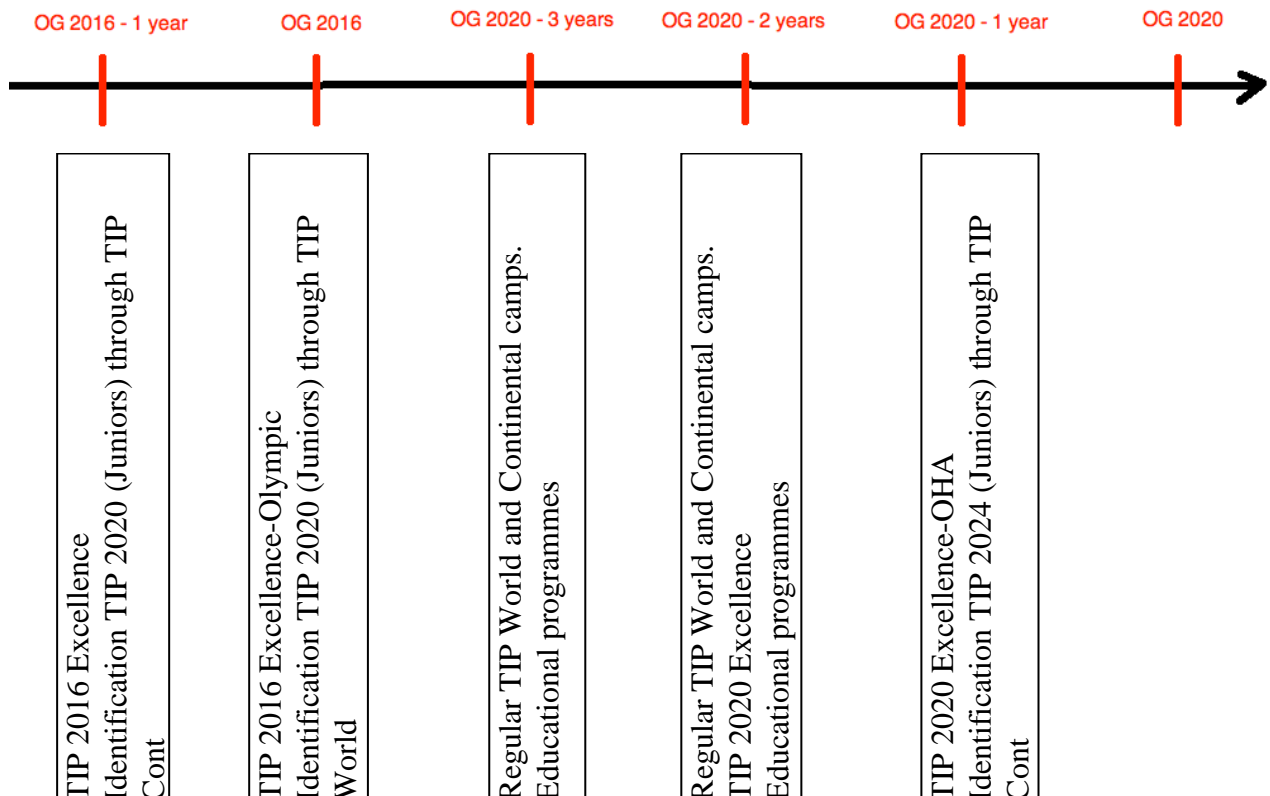 OG 2016 - 1 year
OG 2016
OG 2020 - 3 years
OG 2020 - 2 years
OG 2020 - 1 year
OG 2020
TIP 2016 Excellence
Identification TIP 2020 (Juniors) through TIP
Cont
TIP 2016 Excellence-Olympic
Identification TIP 2020 (Juniors) through TIP
World
Regular TIP World and Continental camps.
Educational programmes
Regular TIP World and Continental camps.
TIP 2020 Excellence
Educational programmes
TIP 2020 Excellence-OHA
Identification TIP 2024 (Juniors) through TIP
Cont